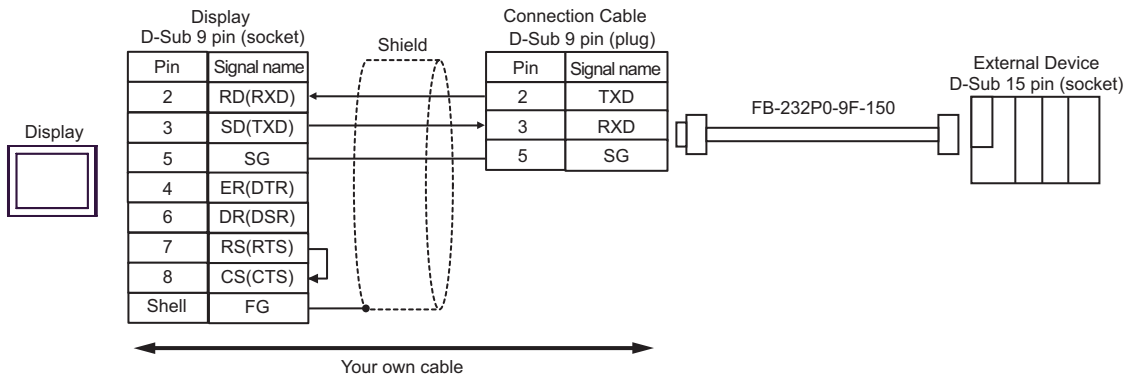 Display
D-Sub 9 pin (socket)
Shield
Connection Cable
D-Sub 9 pin (plug)
External Device
D-Sub 15 pin (socket)
Display
Pin Signal name
2 RD(RXD)
3 SD(TXD)
5 SG
4 ER(DTR)
6 DR(DSR)
7 RS(RTS)
8 CS(CTS)
Shell FG
Pin Signal name
2 TXD
3 RXD
5 SG
FB-232P0-9F-150
Your own cable